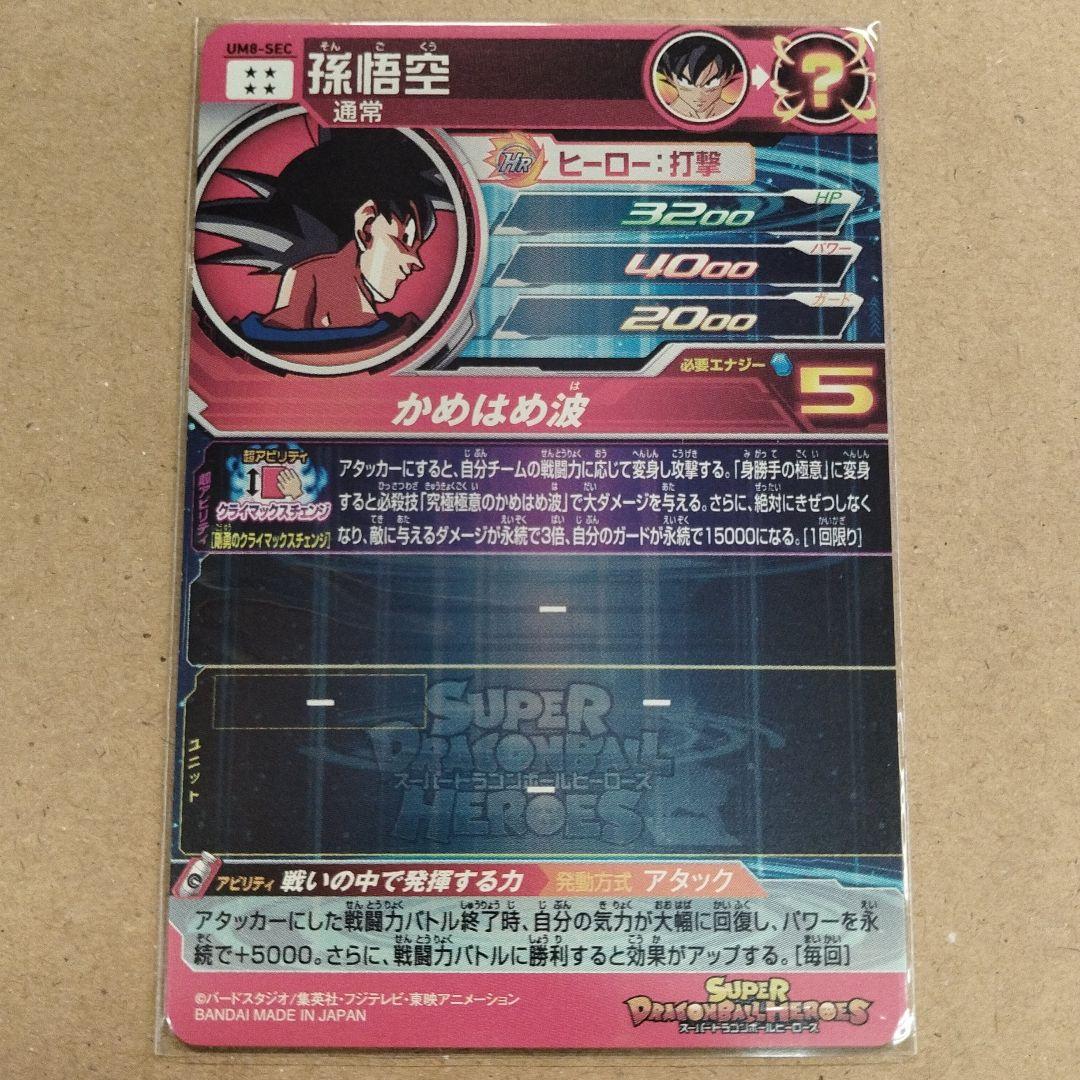 UM8-SEC
★★
★★
そん ご くう
孫悟空
通常
?
HR ヒーロー:打撃
HP
3200
パワー
4000
ガード
2000
必要エナジー 5
は
かめはめ波
超アビリティ
超アビリティ
クライマックスチェンジ
[剛勇のクライマックスチェンジ]
アタッカーにすると、自分チームの戦闘力に応じて変身し攻撃する。「身勝手の極意」に変身
すると必殺技「究極極意のかめはめ波」で大ダメージを与える。さらに、絶対にきぜつしなく
なり、敵に与えるダメージが永続で3倍、自分のガードが永続で15000になる。[1回限り]
ー
ユニット
ー ー
ー
SUPER
DRAGONBALL
スーパードラゴンボールヒーローズ
HEROES
アビリティ 戦いの中で発揮する力 発動方式 アタック
アタッカーにした戦闘力バトル終了時、自分の気力が大幅に回復し、パワーを永
続で+5000。さらに、戦闘力バトルに勝利すると効果がアップする。[毎回]
©バードスタジオ/集英社・フジテレビ・東映アニメーション
BANDAI MADE IN JAPAN
SUPER
DRAGONBALL HEROES
スーパードラゴンボールヒーローズ